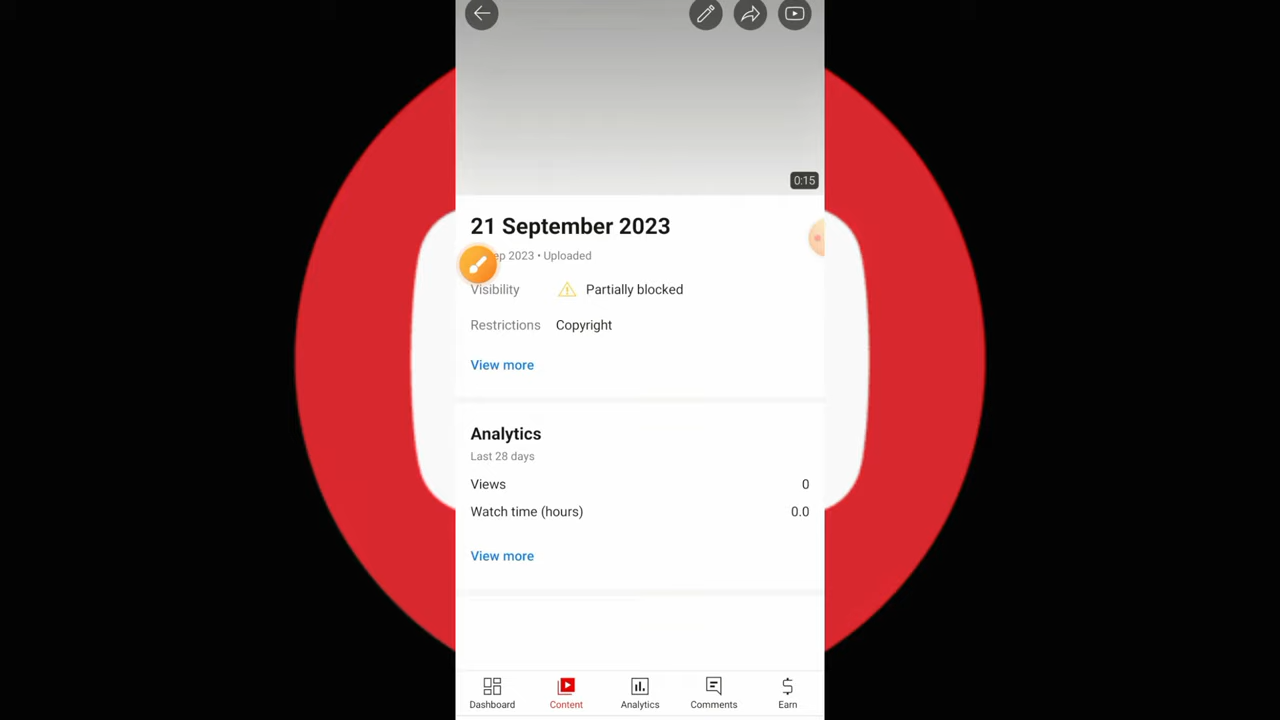 0:15
21 September 2023
ep 2023 • Uploaded
Visibility Partially blocked
Restrictions Copyright
View more
Analytics
Last 28 days
Views 0
Watch time (hours) 0.0
View more
Dashboard Content Analytics Comments Earn